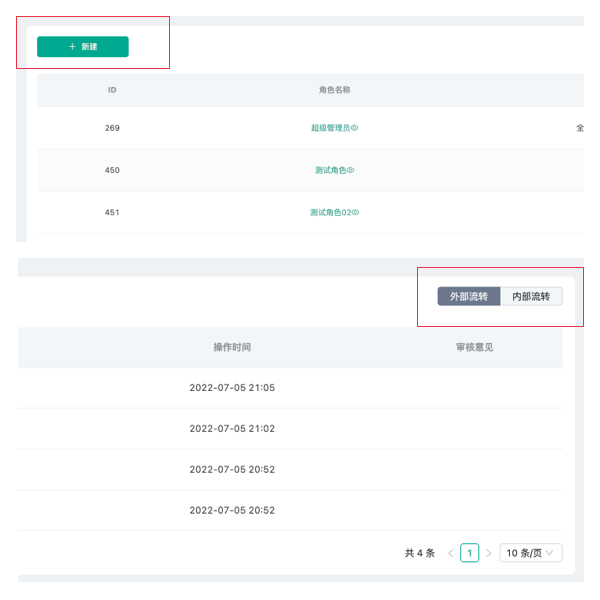 + 新建
ID 角色名称
269 超级管理员 全
450 测试角色
451 测试角色02
外部流转 内部流转
操作时间 审核意见
2022-07-05 21:05
2022-07-05 21:02
2022-07-05 20:52
2022-07-05 20:52
共 4 条 < 1 > 10 条/页